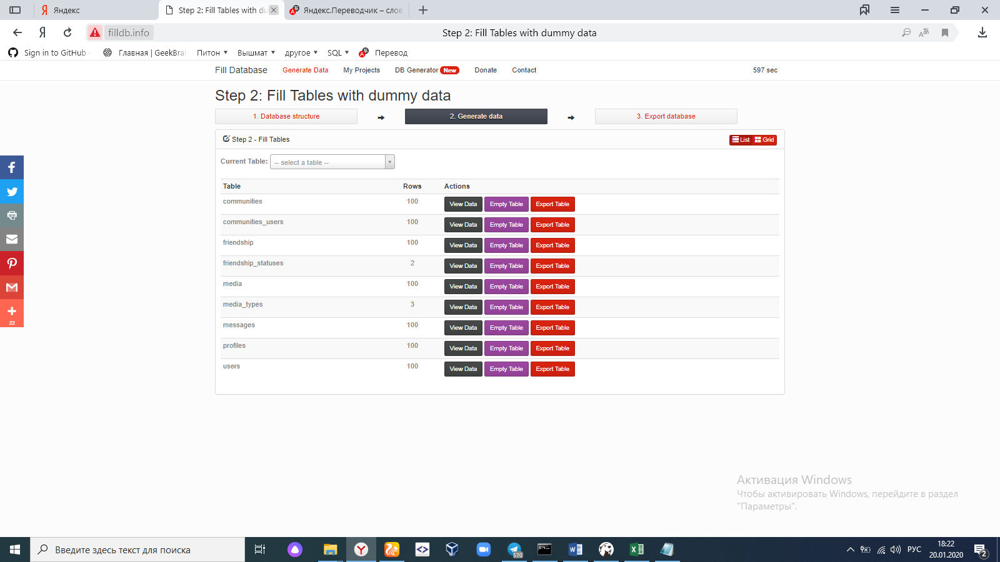 Яндекс
Step 2: Fill Tables with du
Яндекс.Переводчик – слов
filldb.info
Step 2: Fill Tables with dummy data
Sign in to GitHub
Главная | GeekBrai
Питон
Вышмат
другое
SQL
Перевод
Fill Database
Generate Data
My Projects
DB Generator New
Donate
Contact
597 sec
Step 2: Fill Tables with dummy data
1. Database structure
2. Generate data
3. Export database
Step 2 - Fill Tables
List
Grid
Current Table: -- select a table --
Table Rows Actions
communities 100 View Data Empty Table Export Table
communities_users 100 View Data Empty Table Export Table
friendship 100 View Data Empty Table Export Table
friendship_statuses 2 View Data Empty Table Export Table
media 100 View Data Empty Table Export Table
media_types 3 View Data Empty Table Export Table
messages 100 View Data Empty Table Export Table
profiles 100 View Data Empty Table Export Table
users 100 View Data Empty Table Export Table
22
Активация Windows
Чтобы активировать Windows, перейдите в раздел
"Параметры".
Введите здесь текст для поиска
570
РУС
18:22
20.01.2020
2